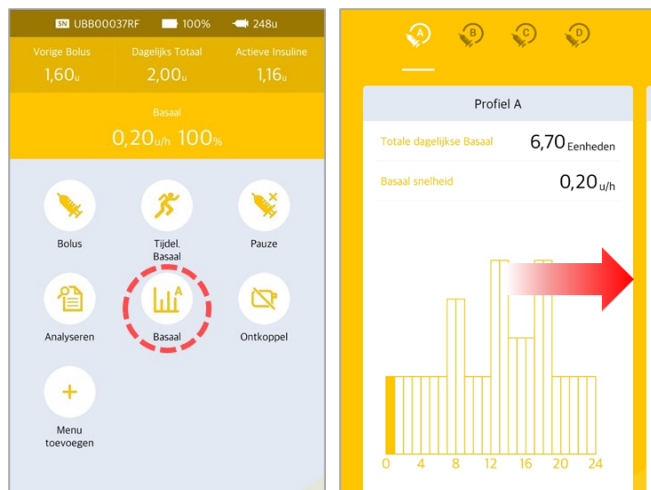 SN UBB00037RF 100% 248u
Vorige Bolus Dagelijks Totaal Actieve Insuline
1,60u 2,00u 1,16u
Basaal
0,20u/h 100%
Bolus
Tijdel.
Basaal
Pauze
Analyseren
A
Basaal
Ontkoppel
Menu
toevoegen
A B C D
Profiel A
Totale dagelijkse Basaal 6,70 Eenheden
Basaal snelheid 0,20 u/h
0 4 8 12 16 20 24